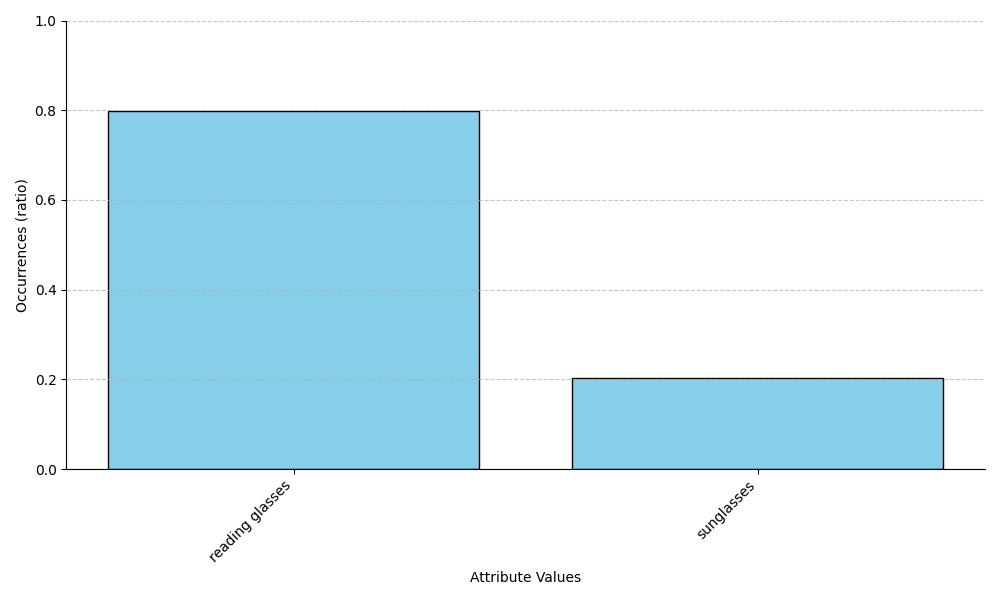 1.0
0.8
0.6
0.4
0.2
0.0
Occurrences (ratio)
reading glasses
sunglasses
Attribute Values